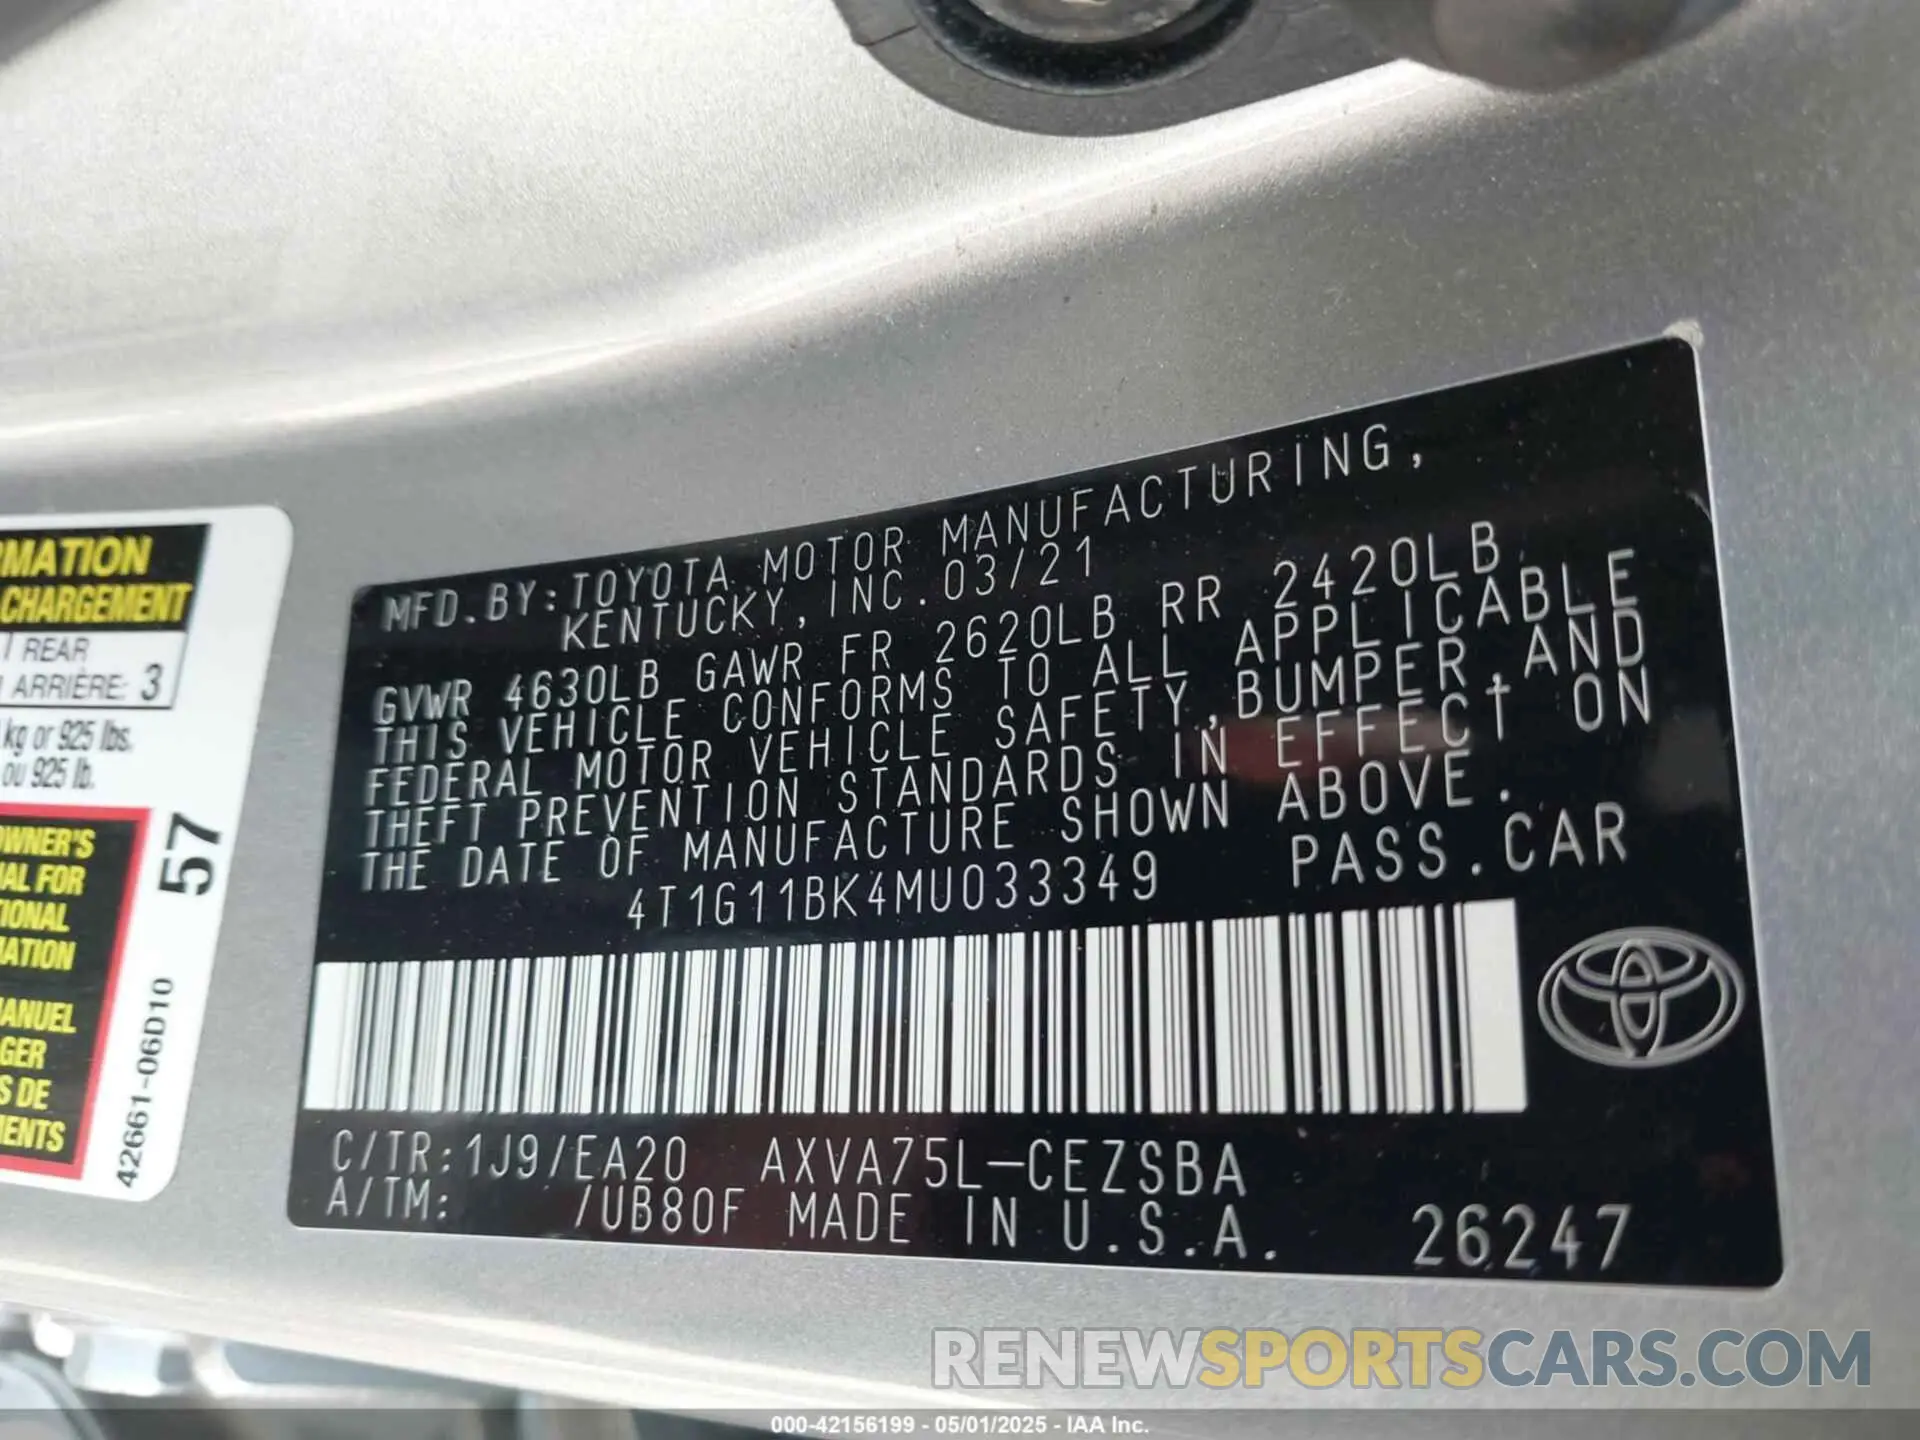 RMATION
CHARGEMENT
REAR
ARRIÈRE: 3
kg or 925 lbs.
ou 925 lb.
OWNER'S
AL FOR
TIONAL
MATION
MANUEL
GER
S DE
MENTS
57
42661-06D10
MFD.BY:TOYOTA MOTOR MANUFACTURING,
KENTUCKY, INC. 03/21
GVWR 4630LB GAWR FR 2620LB RR 2420LB
THIS VEHICLE CONFORMS TO ALL APPLICABLE
FEDERAL MOTOR VEHICLE SAFETY, BUMPER, AND
THEFT PREVENTION STANDARDS IN EFFECT ON
THE DATE OF MANUFACTURE SHOWN ABOVE.
4T1G11BK4MU033349 PASS.CAR
C/TR:1J9/EA20 AXVA75L-CEZSBA
A/TM: /UB80F MADE IN U.S.A. 26247
RENEWSPORTSCARS.COM
000-42156199 - 05/01/2025 - IAA Inc.